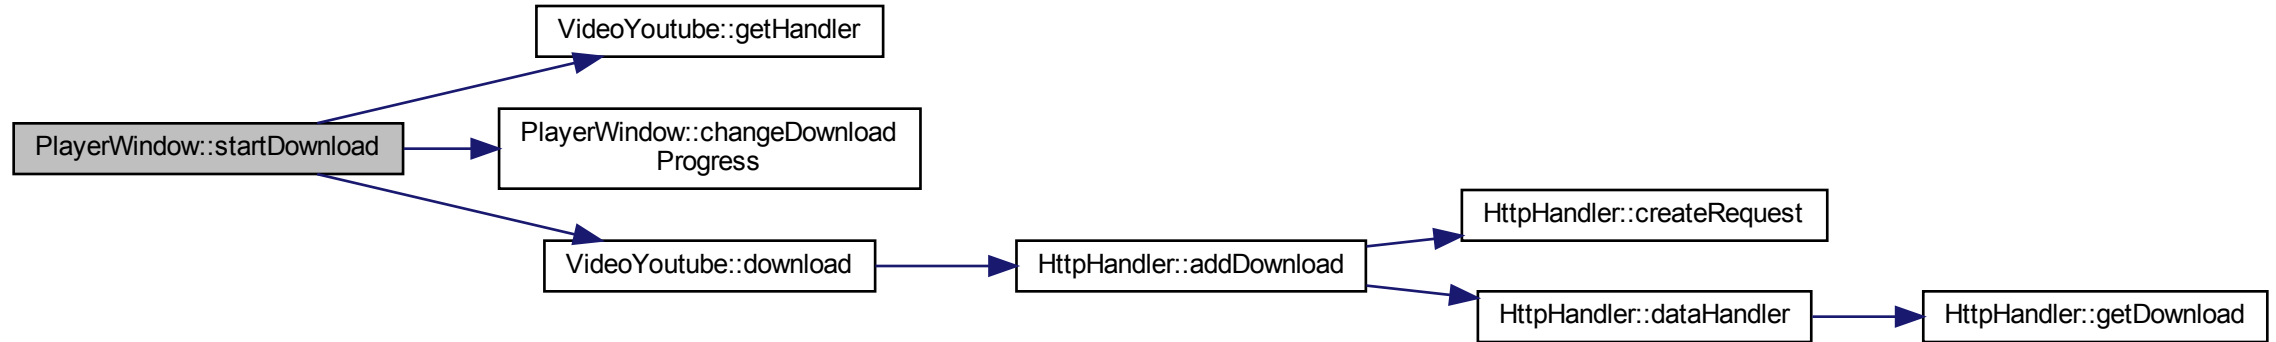 VideoYoutube::getHandler
PlayerWindow::startDownload
PlayerWindow::changeDownload
Progress
VideoYoutube::download
HttpHandler::addDownload
HttpHandler::createRequest
HttpHandler::dataHandler
HttpHandler::getDownload